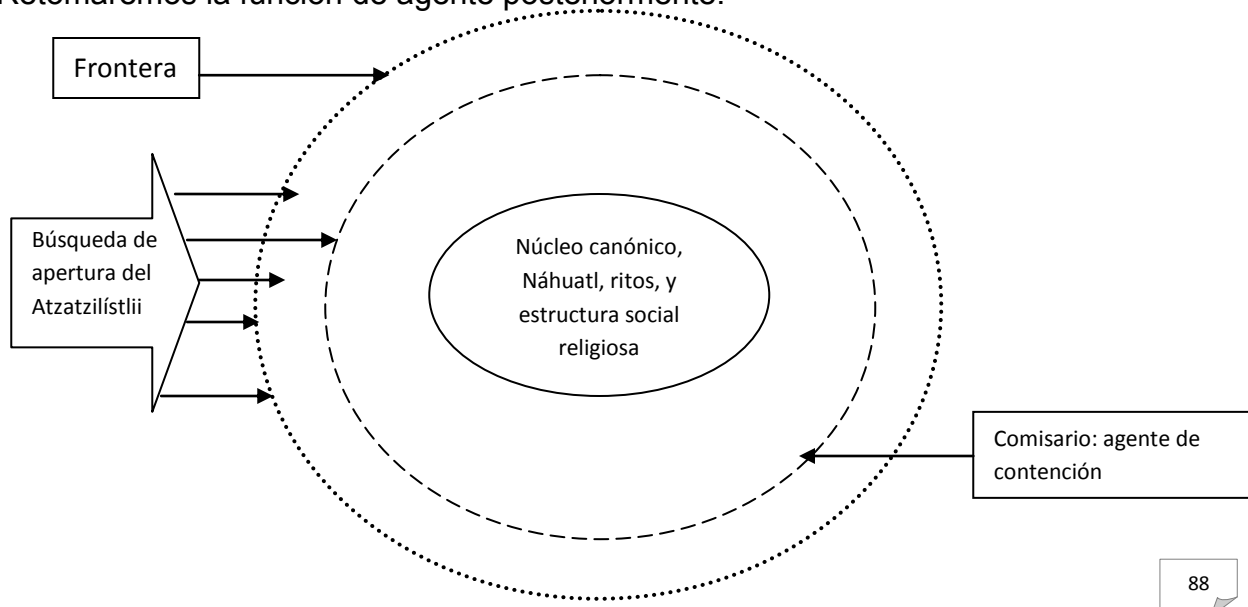 Retomaremos la función de agente posteriormente.
Frontera
Búsqueda de
apertura del
Atzatzilístlii
Núcleo canónico,
Náhuatl, ritos, y
estructura social
religiosa
Comisario: agente de
contención
88